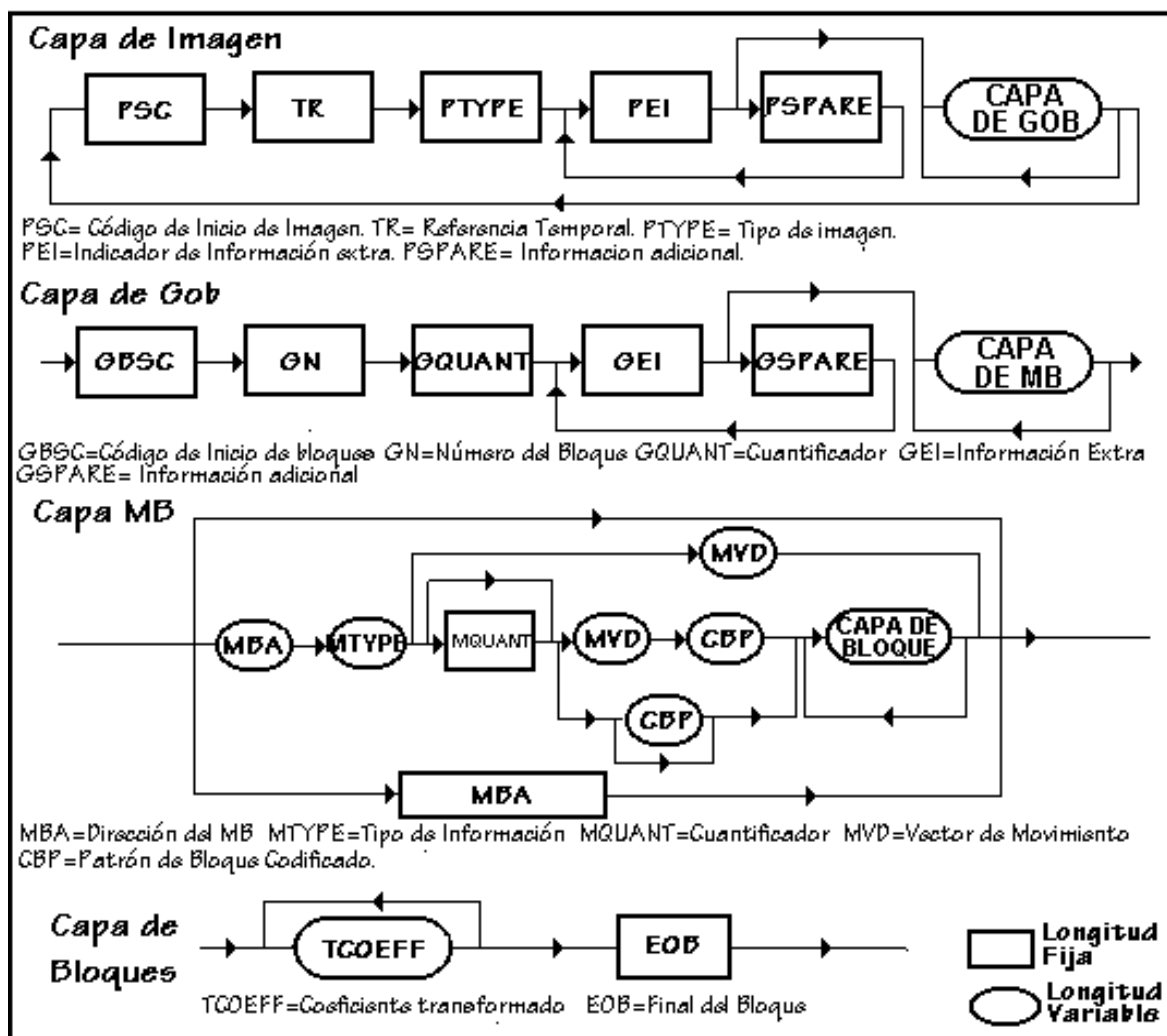 Capa de Imagen
PSC TR PTYPE PEI PSPARE CAPA
DE GOB
PSC= Código de Inicio de Imagen. TR= Referencia Temporal. PTYPE= Tipo de imagen.
PEI=Indicador de Información extra. PSPARE= Informacion adicional.
Capa de Gob
GBSC GN GQUANT GEI GSPARE CAPA
DE MB
GBSC=Código de Inicio de bloques GN=Número del Bloque GQUANT=Cuantificador GEI=Información Extra
GSPARE= Información adicional
Capa MB
MVD
MBA MTYPE MQUANT MVD CBP CAPA DE
BLOQUE
CBP
MBA
MBA=Dirección del MB MTYPE=Tipo de Información MQUANT=Cuantificador MVD=Vector de Movimiento
CBP=Patrón de Bloque Codificado.
Capa de
Bloques
TCOEFF EOB
TCOEFF=Coeficiente transformado EOB=Final del Bloque
Longitud
Fija
Longitud
Variable